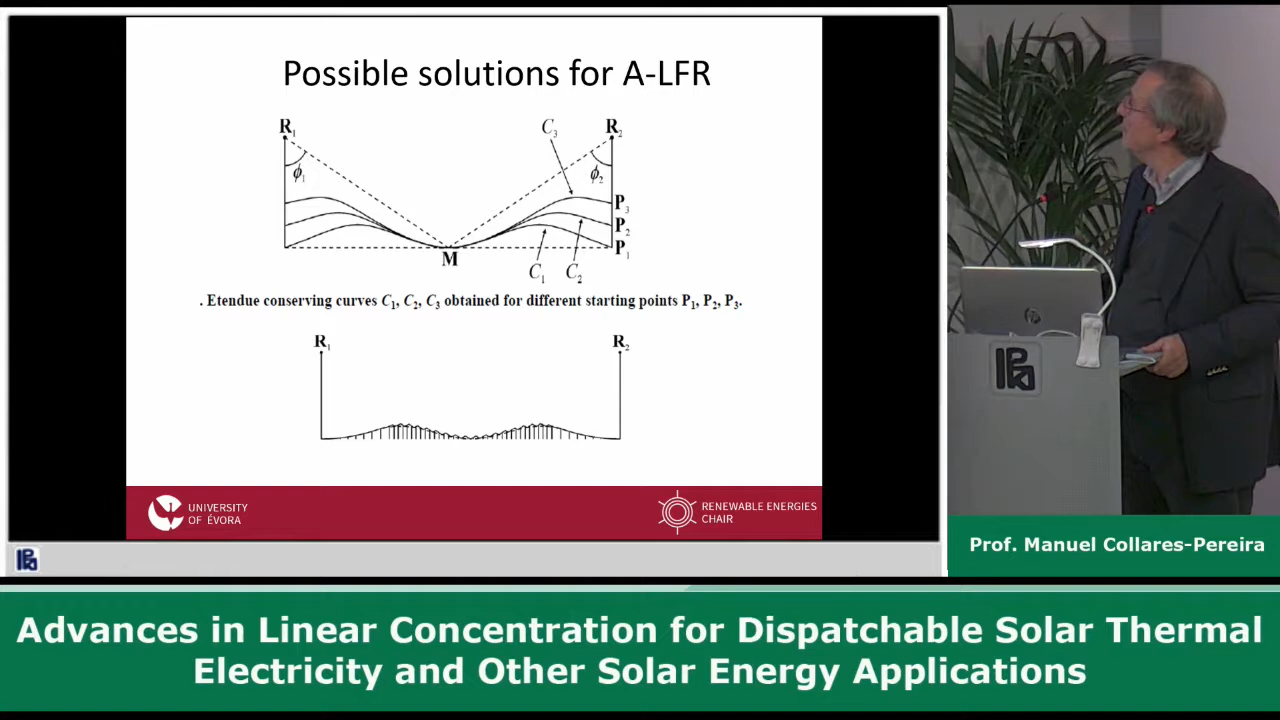 Possible solutions for A-LFR
R1
R2
C3
ϕ1
ϕ2
P3
P2
P1
M
C1
C2
. Etendue conserving curves C1, C2, C3 obtained for different starting points P1, P2, P3.
R1
R2
UNIVERSITY
OF ÉVORA
RENEWABLE ENERGIES
CHAIR
Prof. Manuel Collares-Pereira
Advances in Linear Concentration for Dispatchable Solar Thermal
Electricity and Other Solar Energy Applications